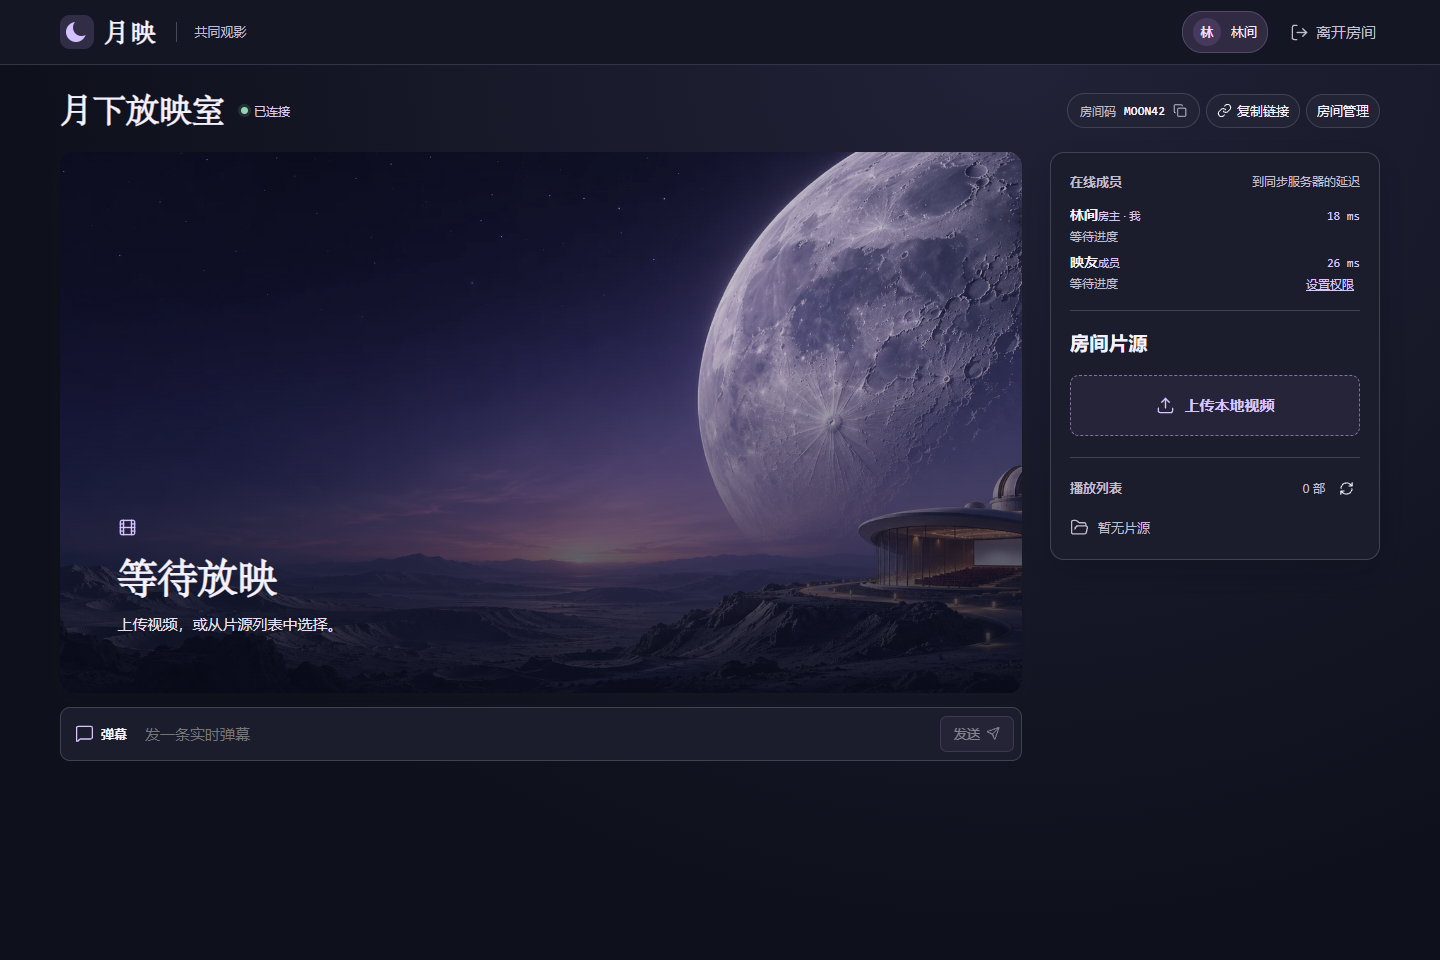 月映 共同观影 林 林间 离开房间
月下放映室 已连接 房间码 MOON42 复制链接 房间管理
在线成员 到同步服务器的延迟
林间房主 · 我 18 ms
等待进度
映友成员 26 ms
等待进度 设置权限
房间片源
上传本地视频
播放列表 0 部
暂无片源
等待放映
上传视频，或从片源列表中选择。
弹幕 发一条实时弹幕 发送